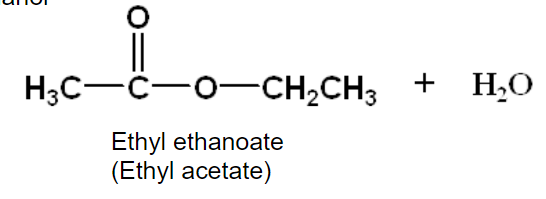 O
H₃C—C—O—CH₂CH₃ + H₂O
Ethyl ethanoate
(Ethyl acetate)